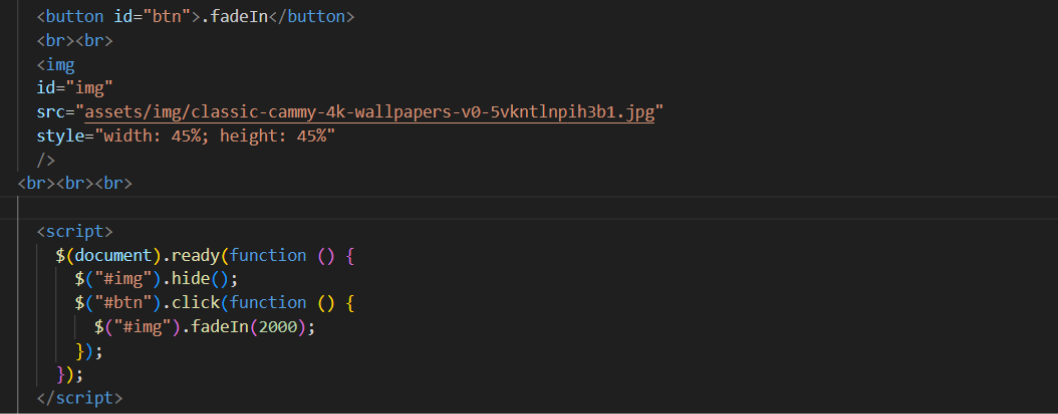 <button id="btn">.fadeIn</button>
<br><br>
<img
id="img"
src="assets/img/classic-cammy-4k-wallpapers-v0-5vkntlnpih3b1.jpg"
style="width: 45%; height: 45%"
/>
<br><br><br>
<script>
$(document).ready(function () {
$("#img").hide();
$("#btn").click(function () {
$("#img").fadeIn(2000);
});
});
</script>